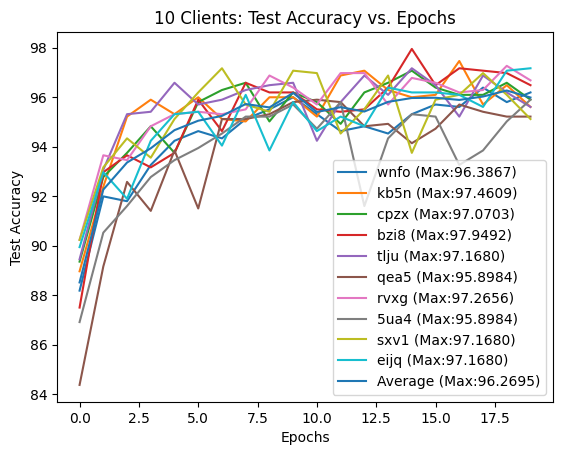 10 Clients: Test Accuracy vs. Epochs
98
96
94
92
90
88
86
84
Test Accuracy
wnfo (Max:96.3867)
kb5n (Max:97.4609)
cpzx (Max:97.0703)
bzi8 (Max:97.9492)
tlju (Max:97.1680)
qea5 (Max:95.8984)
rvxg (Max:97.2656)
5ua4 (Max:95.8984)
sxv1 (Max:97.1680)
eijq (Max:97.1680)
Average (Max:96.2695)
0.0 2.5 5.0 7.5 10.0 12.5 15.0 17.5
Epochs